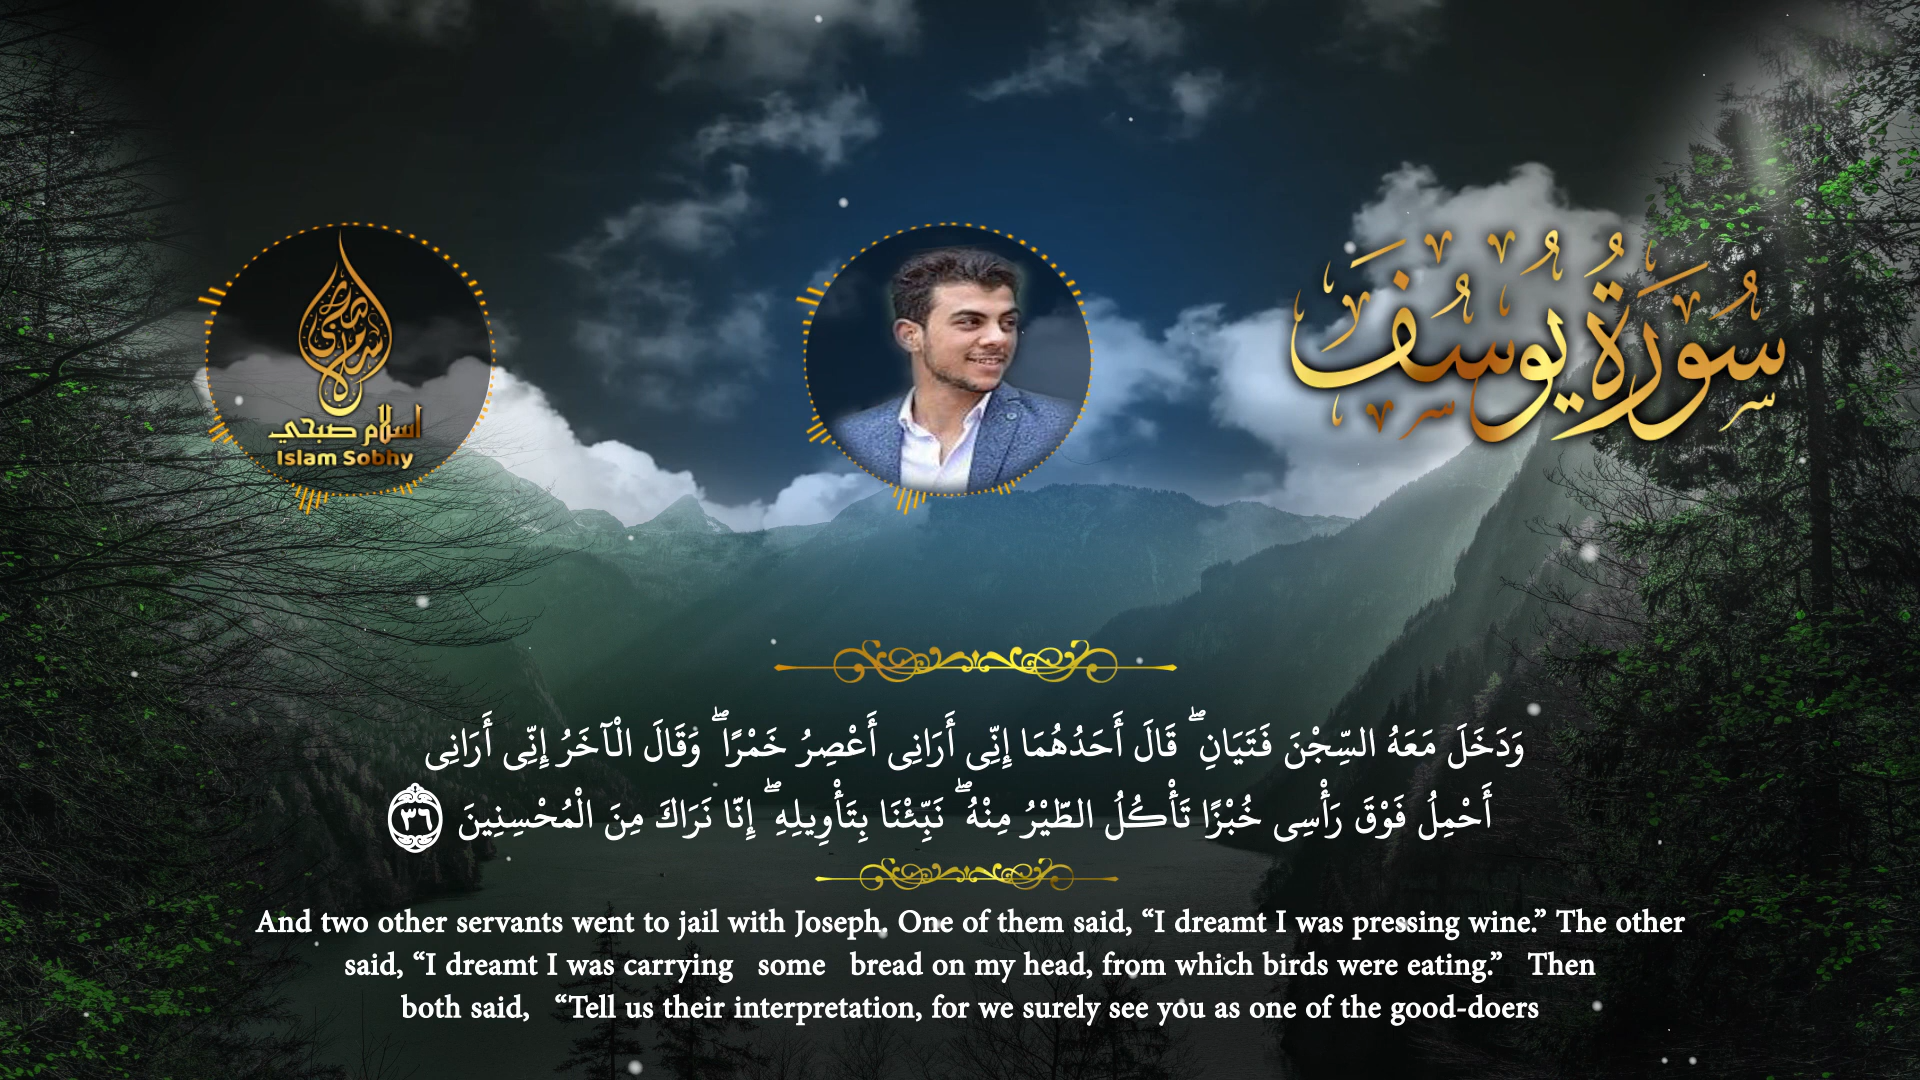 اسلام صبحي
Islam Sobhy
سُورَةُ يُوسُفَ
وَدَخَلَ مَعَهُ السِّجْنَ فَتَيَانِ ۖ قَالَ أَحَدُهُمَا إِنِّى أَرَانِى أَعْصِرُ خَمْرًا ۖ وَقَالَ الْآخَرُ إِنِّى أَرَانِى
أَحْمِلُ فَوْقَ رَأْسِى خُبْزًا تَأْكُلُ الطَّيْرُ مِنْهُ ۖ نَبِّئْنَا بِتَأْوِيلِهِ ۖ إِنَّا نَرَاكَ مِنَ الْمُحْسِنِينَ ٣٦
And two other servants went to jail with Joseph. One of them said, “I dreamt I was pressing wine.” The other
said, “I dreamt I was carrying some bread on my head, from which birds were eating.” Then
both said, “Tell us their interpretation, for we surely see you as one of the good-doers